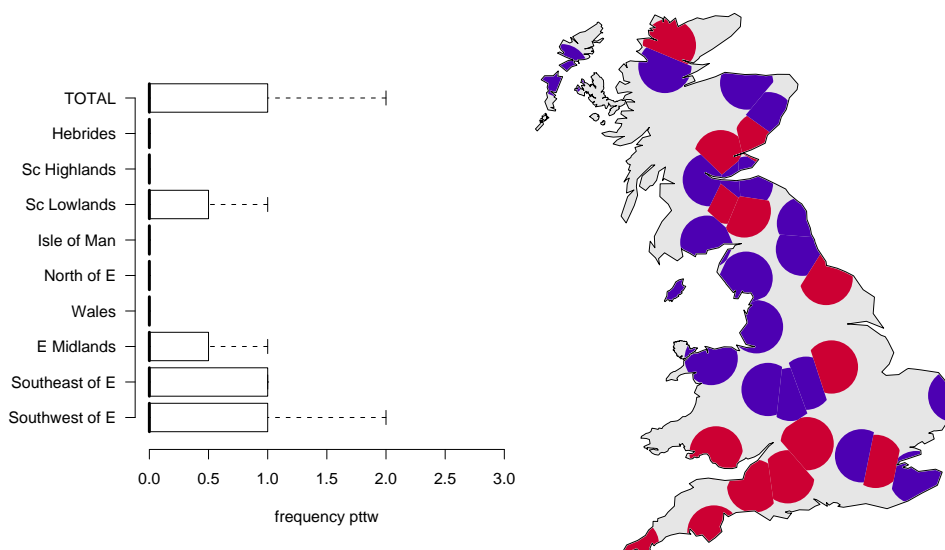 TOTAL
Hebrides
Sc Highlands
Sc Lowlands
Isle of Man
North of E
Wales
E Midlands
Southeast of E
Southwest of E
0.0 0.5 1.0 1.5 2.0 2.5 3.0
frequency pttw